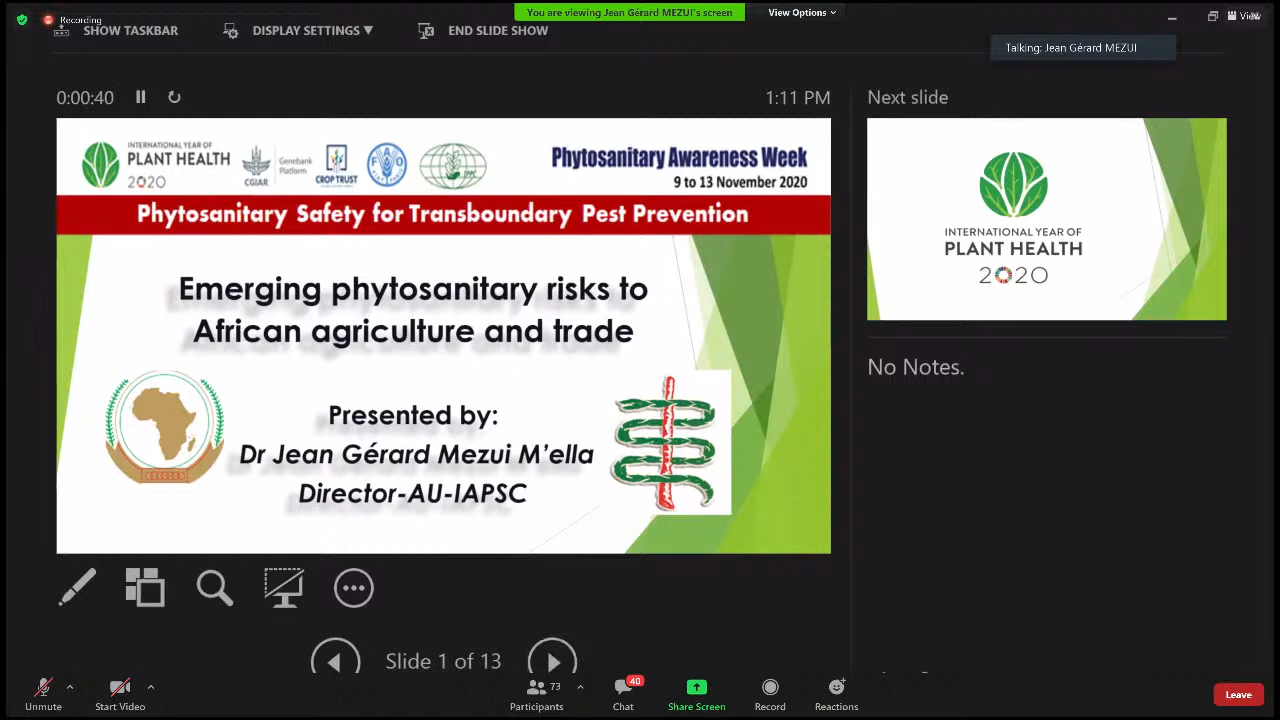 Recording
You are viewing Jean Gérard MEZUI's screen
View Options
View
SHOW TASKBAR
DISPLAY SETTINGS ▼
END SLIDE SHOW
Talking: Jean Gérard MEZUI
0:00:40
1:11 PM
Next slide
INTERNATIONAL YEAR OF
PLANT HEALTH
2020
CGIAR
Genebank
Platform
CROP TRUST
FAO
IPPC
Phytosanitary Awareness Week
9 to 13 November 2020
Phytosanitary Safety for Transboundary Pest Prevention
Emerging phytosanitary risks to
African agriculture and trade
Presented by:
Dr Jean Gérard Mezui M’ella
Director-AU-IAPSC
INTERNATIONAL YEAR OF
PLANT HEALTH
2020
No Notes.
Slide 1 of 13
Unmute
Start Video
73
Participants
40
Chat
Share Screen
Record
Reactions
Leave